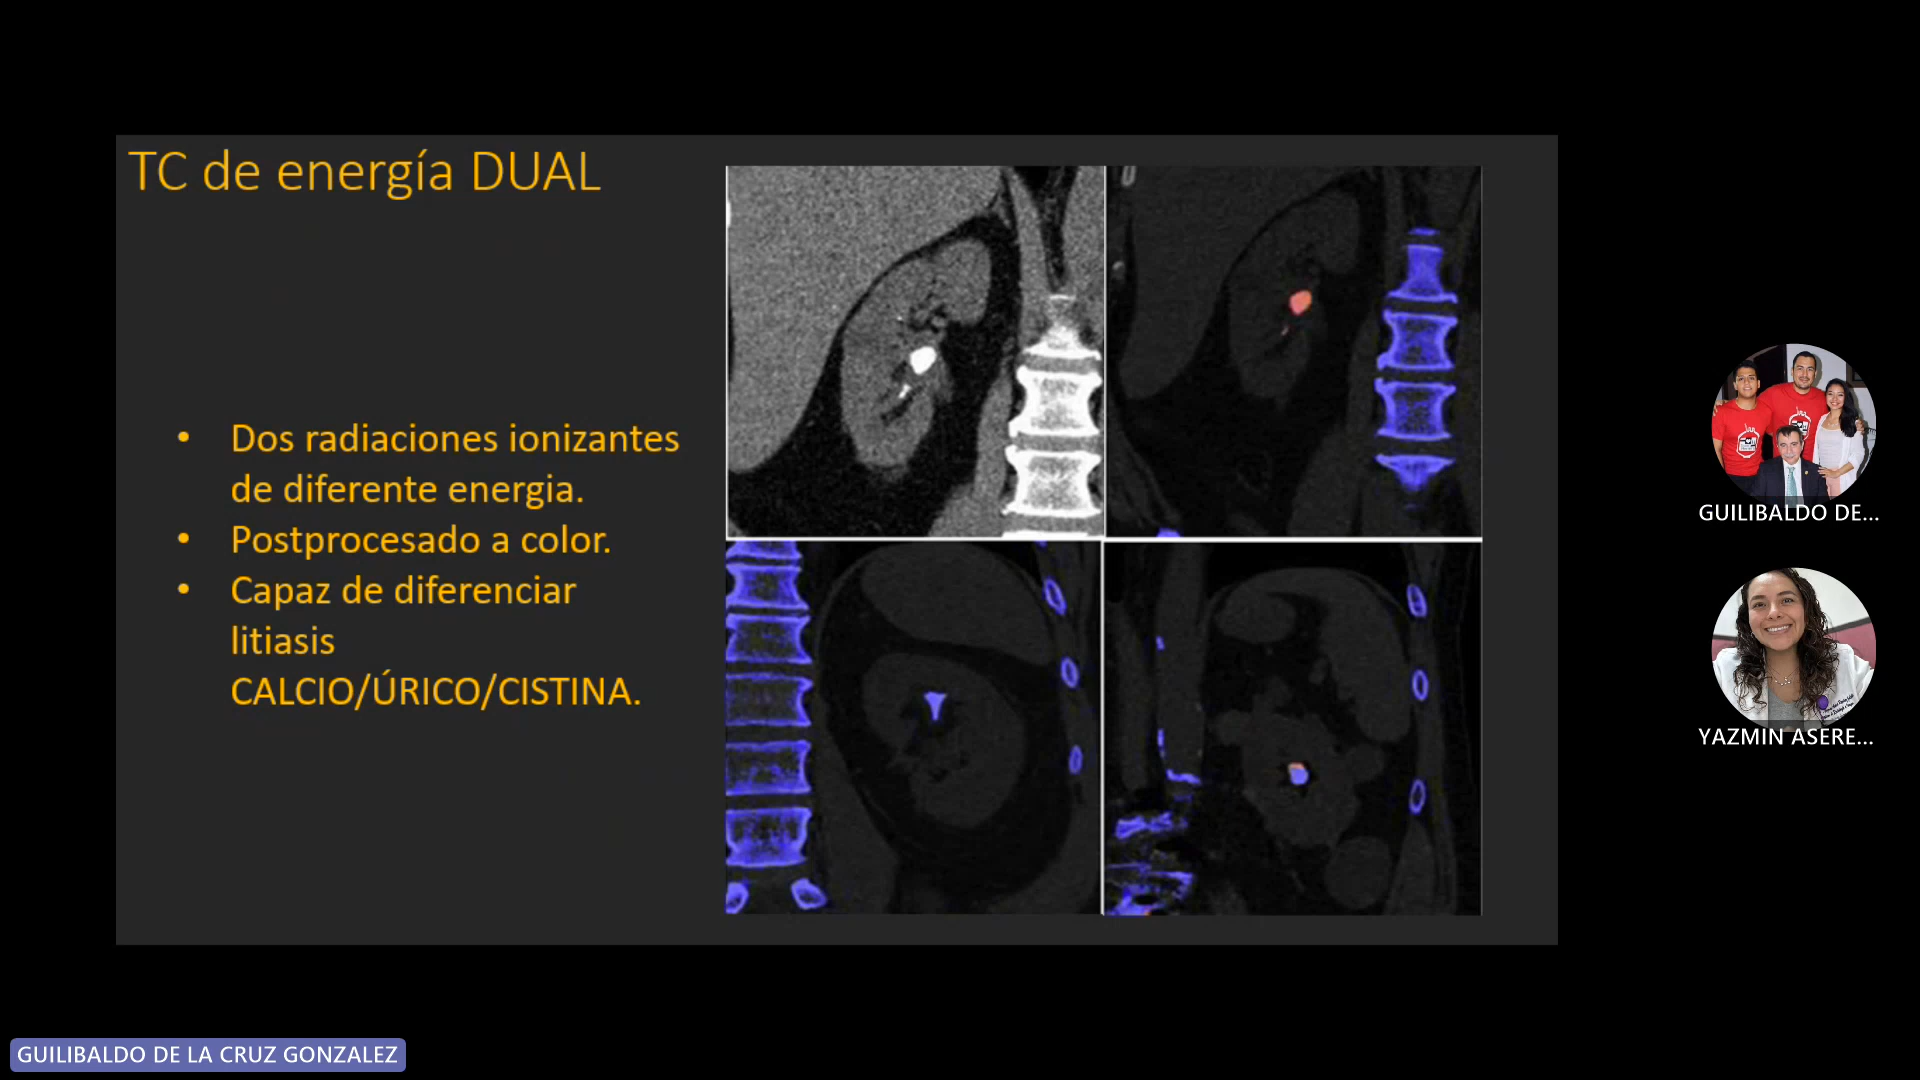 TC de energía DUAL
• Dos radiaciones ionizantes
de diferente energia.
• Postprocesado a color.
• Capaz de diferenciar
litiasis
CALCIO/ÚRICO/CISTINA.
GUILIBALDO DE...
YAZMIN ASERE...
GUILIBALDO DE LA CRUZ GONZALEZ